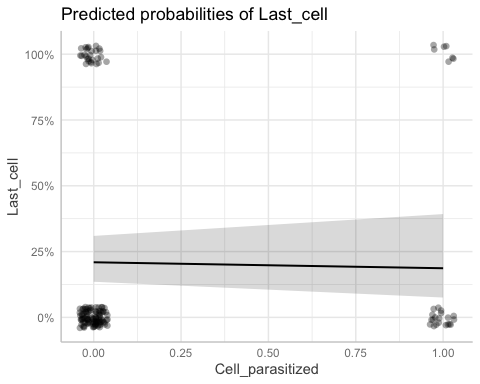 Predicted probabilities of Last_cell
100%
75%
50%
25%
0%
Last_cell
0.00 0.25 0.50 0.75 1.00
Cell_parasitized